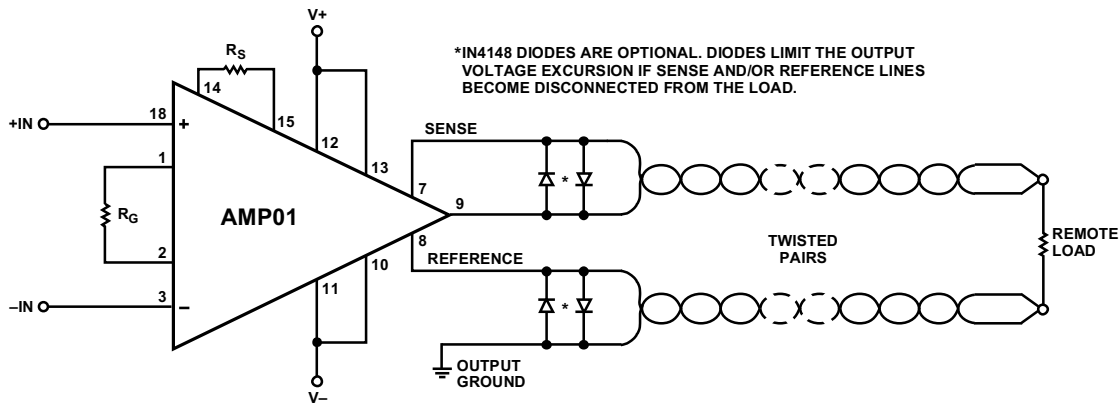 V+
*IN4148 DIODES ARE OPTIONAL. DIODES LIMIT THE OUTPUT
VOLTAGE EXCURSION IF SENSE AND/OR REFERENCE LINES
BECOME DISCONNECTED FROM THE LOAD.
RS
14
15
+IN
18
+
12
13
SENSE
1
7
*
RG
AMP01
9
TWISTED
PAIRS
REMOTE
LOAD
2
8
REFERENCE
10
11
–IN
3
–
*
OUTPUT
GROUND
V–